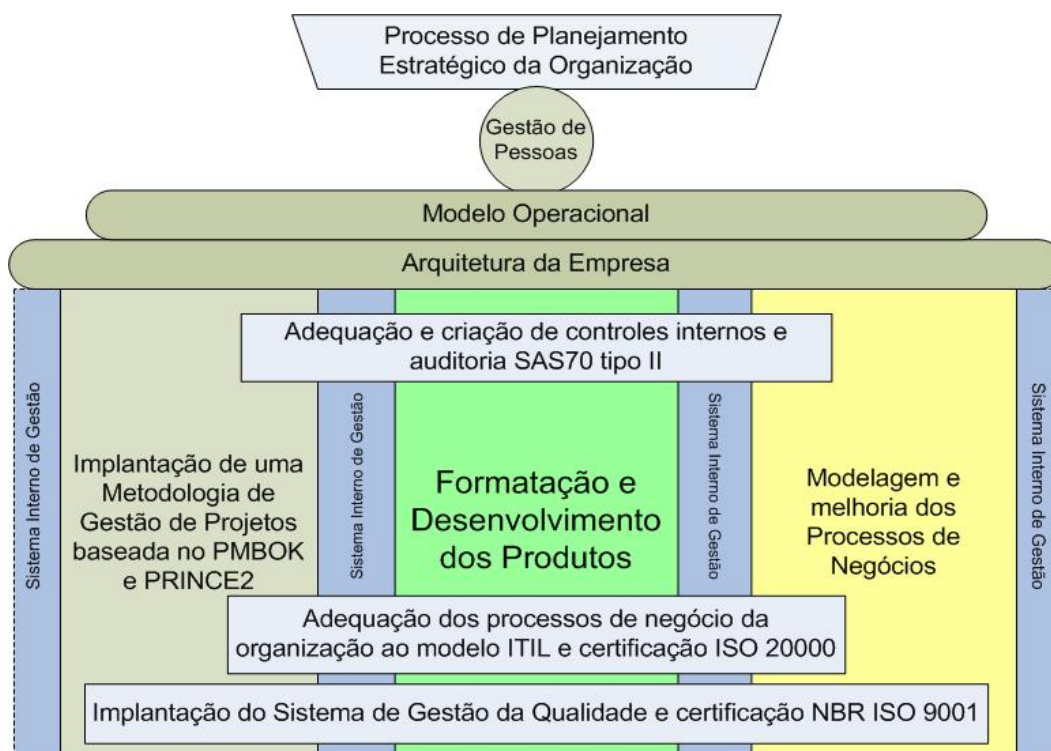 Processo de Planejamento
Estratégico da Organização
Gestão de
Pessoas
Modelo Operacional
Arquitetura da Empresa
Adequação e criação de controles internos e
auditoria SAS70 tipo II
Sistema Interno de Gestão
Implantação de uma
Metodologia de
Gestão de Projetos
baseada no PMBOK
e PRINCE2
Sistema Interno de Gestão
Formatação e
Desenvolvimento
dos Produtos
Sistema Interno de Gestão
Modelagem e
melhoria dos
Processos de
Negócios
Sistema Interno de Gestão
Adequação dos processos de negócio da
organização ao modelo ITIL e certificação ISO 20000
Implantação do Sistema de Gestão da Qualidade e certificação NBR ISO 9001